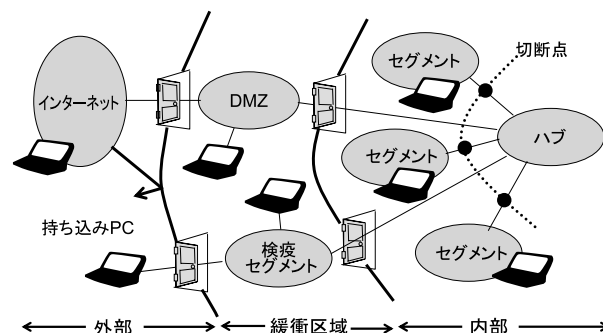 セグメント
切断点
インターネット
DMZ
ハブ
セグメント
持ち込みPC
検疫
セグメント
セグメント
外部
緩衝区域
内部